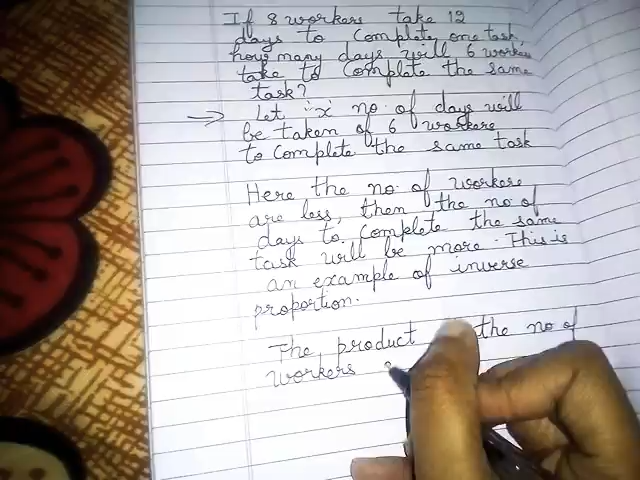 If 8 workers take 12
days to complete one task,
how many days will 6 workers
take to complete the same
task?
→ Let "x" no. of days will
be taken of 6 workers
to complete the same task
Here the no. of workers
are less, then the no of
days to complete the same
task will be more. This is
an example of inverse
proportion.
The product the no of
workers